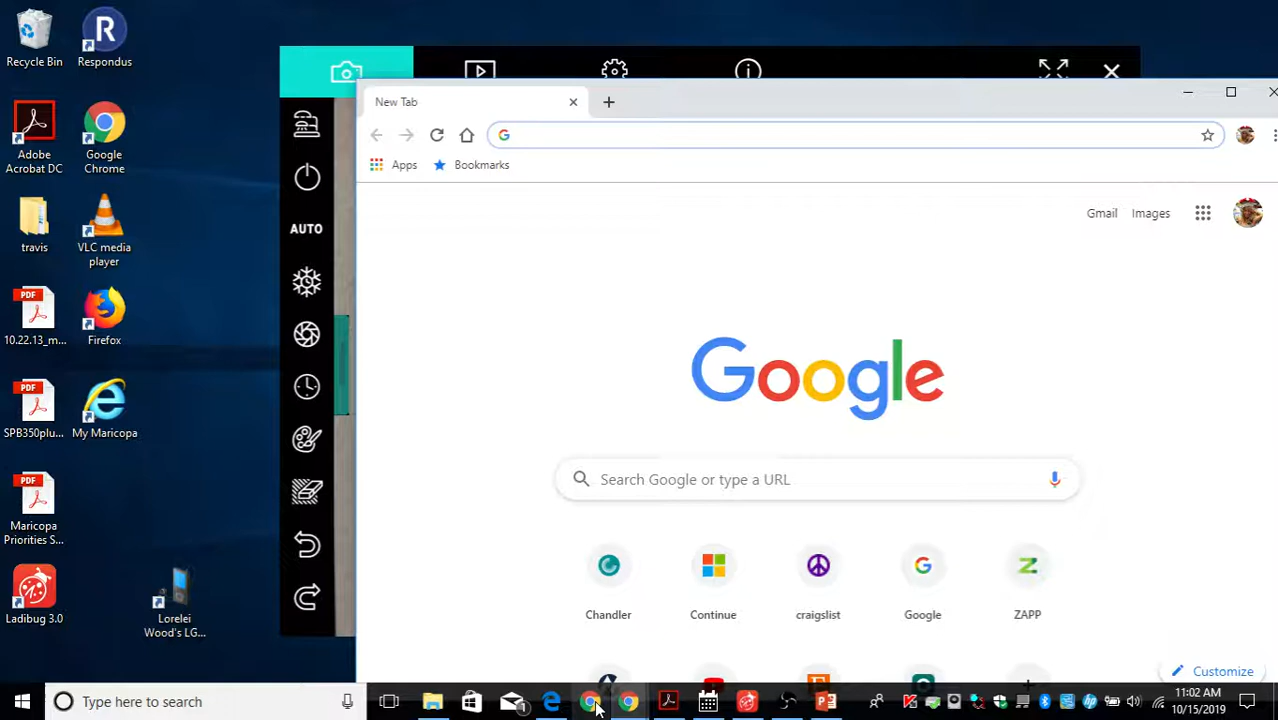 Recycle Bin
Respondus
Adobe Acrobat DC
Google Chrome
travis
VLC media player
10.22.13_m...
Firefox
SPB350plu...
My Maricopa
Maricopa Priorities S...
Ladibug 3.0
Lorelei Wood's LG...
AUTO
New Tab
Apps
Bookmarks
Gmail
Images
Google
Search Google or type a URL
Chandler
Continue
craigslist
Google
ZAPP
Customize
Type here to search
1
11:02 AM
10/15/2019